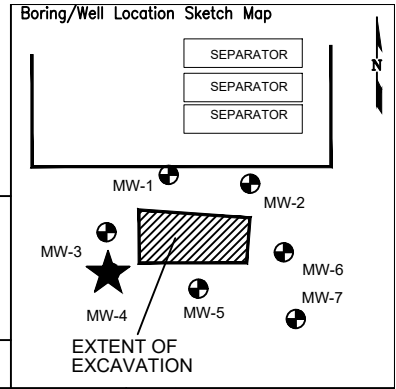 Boring/Well Location Sketch Map
SEPARATOR
N
SEPARATOR
SEPARATOR
MW-1
MW-2
MW-3
MW-6
MW-7
MW-4
MW-5
EXTENT OF
EXCAVATION